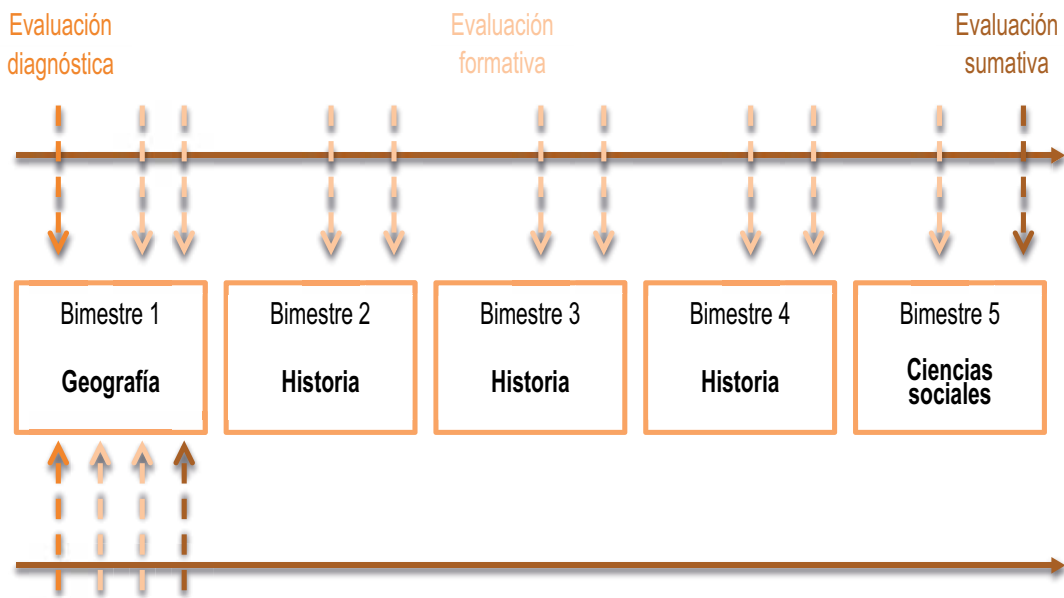 Evaluación
diagnóstica
Evaluación
formativa
Evaluación
sumativa
Bimestre 1
Geografía
Bimestre 2
Historia
Bimestre 3
Historia
Bimestre 4
Historia
Bimestre 5
Ciencias
sociales